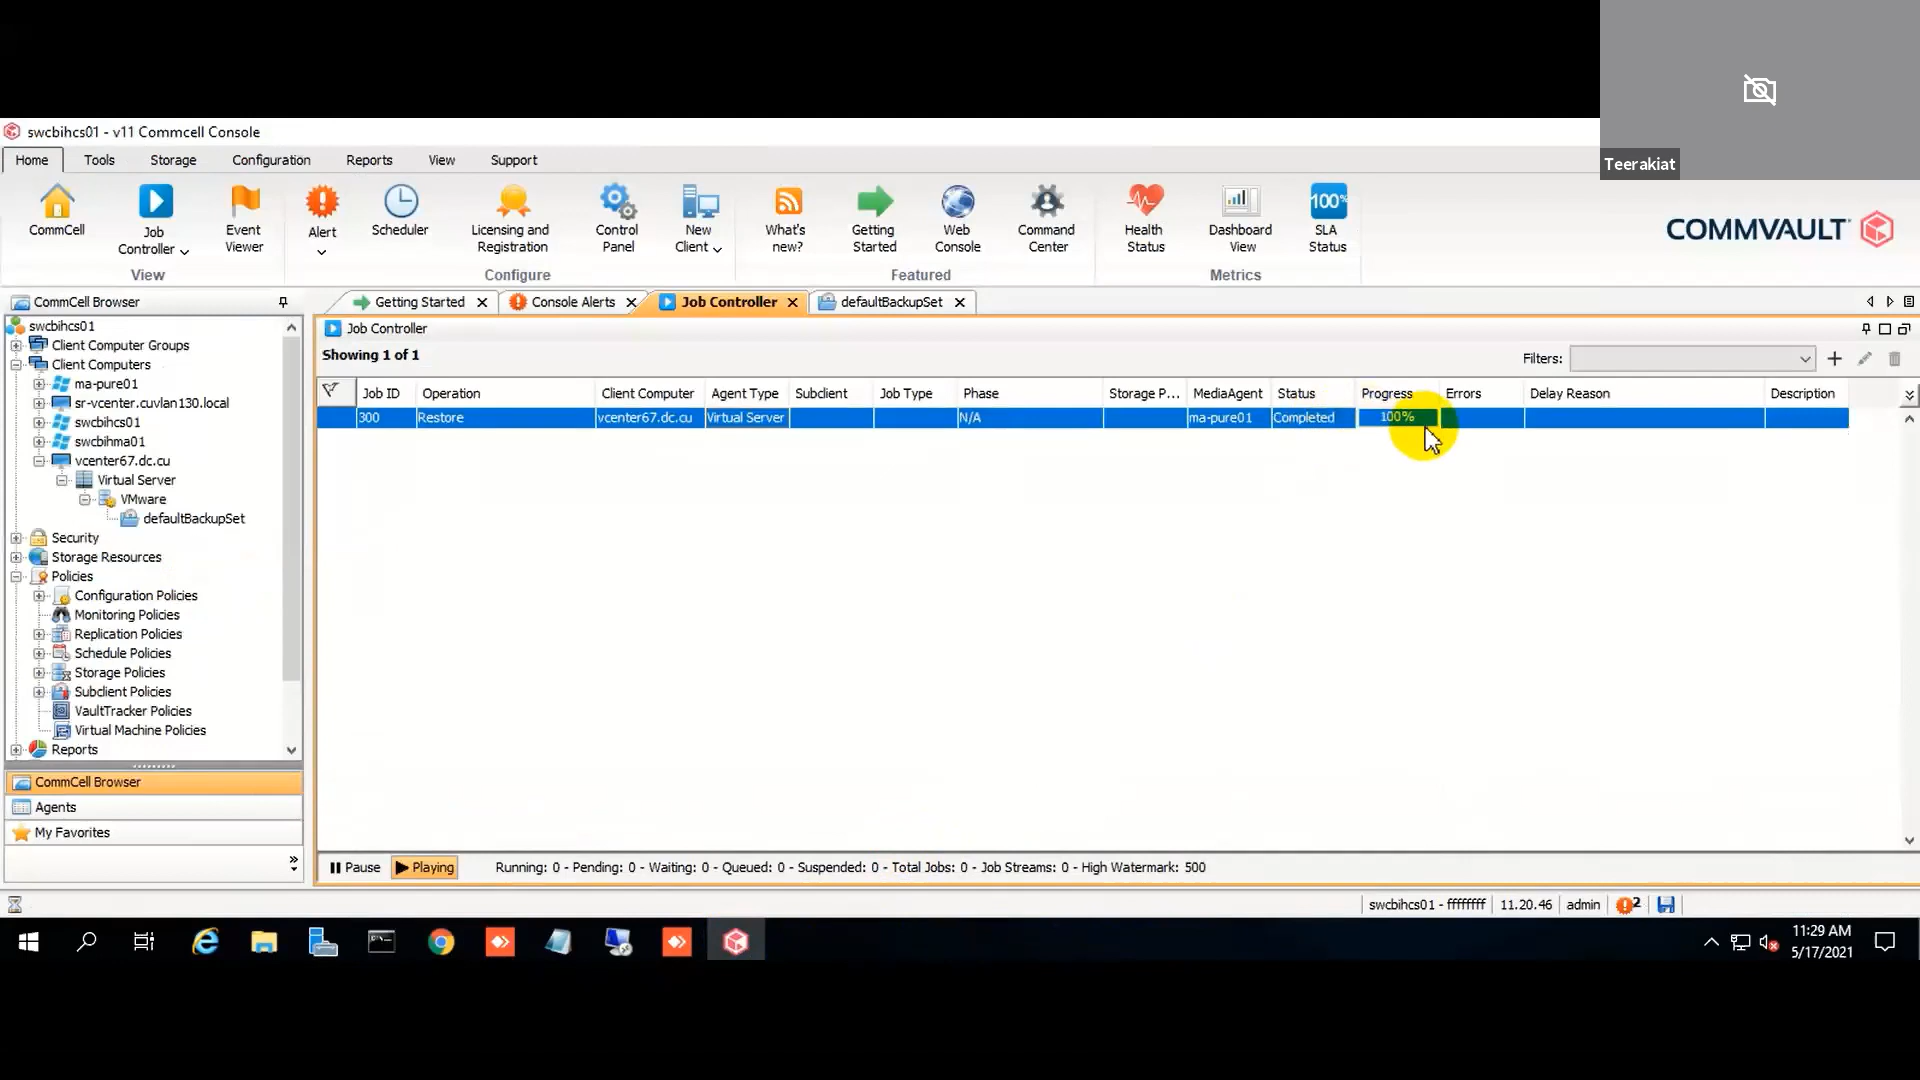 Teerakiat
swcbihcs01 - v11 Commcell Console
Home Tools Storage Configuration Reports View Support
CommCell
Job Controller
Event Viewer
View
Alert
Scheduler
Licensing and Registration
Control Panel
New Client
Configure
What's new?
Getting Started
Web Console
Command Center
Featured
Health Status
Dashboard View
100%
SLA Status
Metrics
COMMVAULT
CommCell Browser
Getting Started Console Alerts Job Controller defaultBackupSet
swcbihcs01
Client Computer Groups
Client Computers
ma-pure01
sr-vcenter.cuvlan130.local
swcbihcs01
swcbihma01
vcenter67.dc.cu
Virtual Server
VMware
defaultBackupSet
Security
Storage Resources
Policies
Configuration Policies
Monitoring Policies
Replication Policies
Schedule Policies
Storage Policies
Subclient Policies
VaultTracker Policies
Virtual Machine Policies
Reports
CommCell Browser
Agents
My Favorites
Job Controller
Showing 1 of 1
Filters:
Job ID Operation Client Computer Agent Type Subclient Job Type Phase Storage P... MediaAgent Status Progress Errors Delay Reason Description
300 Restore vcenter67.dc.cu Virtual Server N/A ma-pure01 Completed 100%
Pause Playing Running: 0 - Pending: 0 - Waiting: 0 - Queued: 0 - Suspended: 0 - Total Jobs: 0 - Job Streams: 0 - High Watermark: 500
swcbihcs01 - ffffffff 11.20.46 admin 2
11:29 AM
5/17/2021